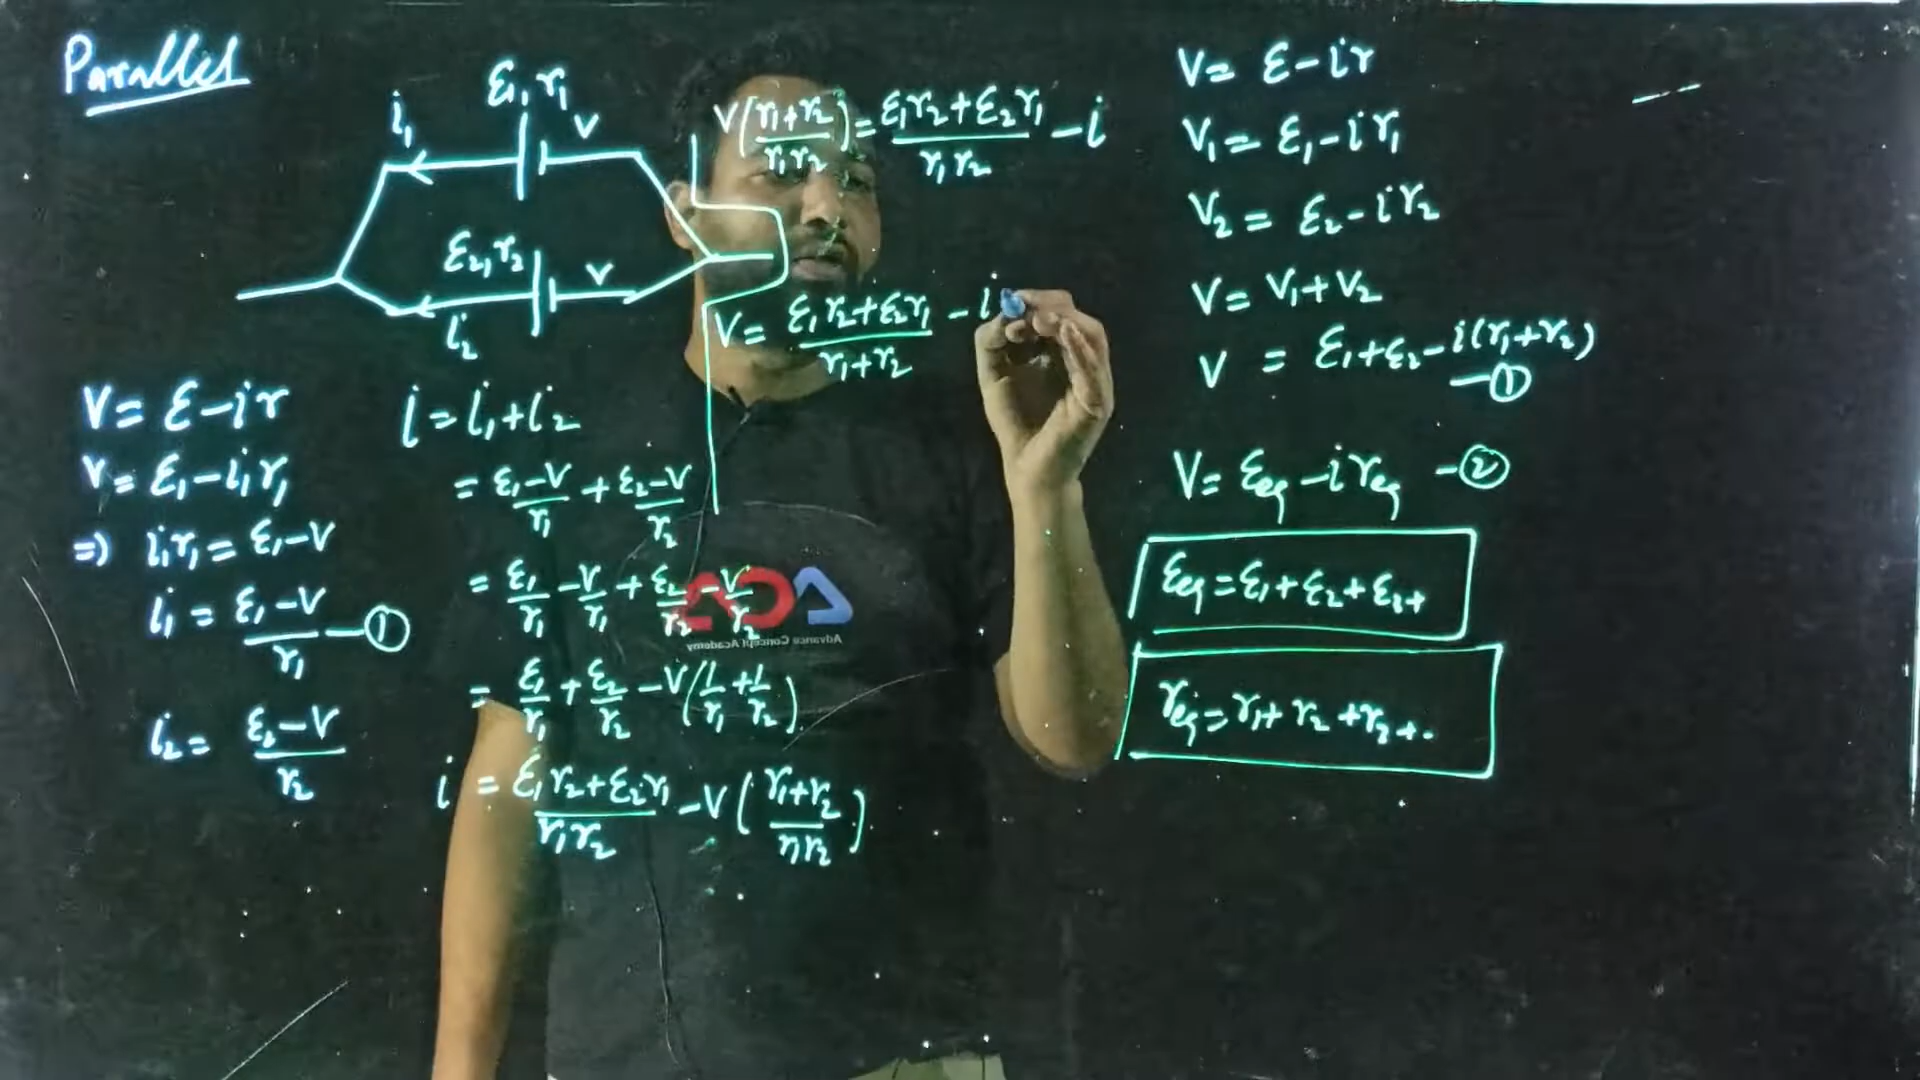 Parallel
i₁
ε₁, r₁
V
ε₂, r₂
V
i₂
V = ε - ir
V = ε₁ - i₁r₁
⇒ i₁r₁ = ε₁ - V
i₁ = (ε₁ - V)/r₁ —①
i₂ = (ε₂ - V)/r₂
i = i₁ + i₂
= (ε₁ - V)/r₁ + (ε₂ - V)/r₂
= ε₁/r₁ - V/r₁ + ε₂/r₂ - V/r₂
= ε₁/r₁ + ε₂/r₂ - V(1/r₁ + 1/r₂)
i = (ε₁r₂ + ε₂r₁)/(r₁r₂) - V((r₁ + r₂)/(r₁r₂))
V((r₁ + r₂)/(r₁r₂)) = (ε₁r₂ + ε₂r₁)/(r₁r₂) - i
V = (ε₁r₂ + ε₂r₁)/(r₁ + r₂) - i
V = ε - ir
V₁ = ε₁ - ir₁
V₂ = ε₂ - ir₂
V = V₁ + V₂
V = ε₁ + ε₂ - i(r₁ + r₂) —①
V = εeq - i req —②
εeq = ε₁ + ε₂ + ε₃ +
req = r₁ + r₂ + r₃ + ..
ACA
Advance Concept Academy